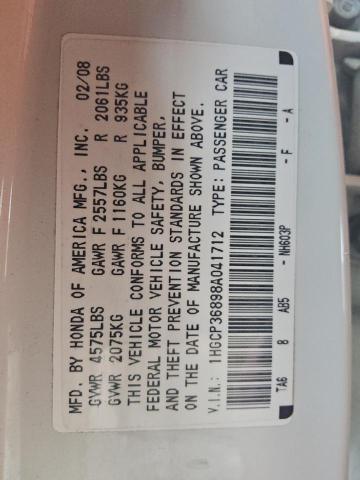 MFD. BY HONDA OF AMERICA MFG., INC. 02/08
GVWR 4575LBS GAWR F 2557LBS R 2061LBS
GVWR 2075KG GAWR F 1160KG R 935KG
THIS VEHICLE CONFORMS TO ALL APPLICABLE
FEDERAL MOTOR VEHICLE SAFETY, BUMPER,
AND THEFT PREVENTION STANDARDS IN EFFECT
ON THE DATE OF MANUFACTURE SHOWN ABOVE.
V.I.N.: 1HGCP36898A041712 TYPE: PASSENGER CAR
TA6 8 AB5 - NH603P - F - A